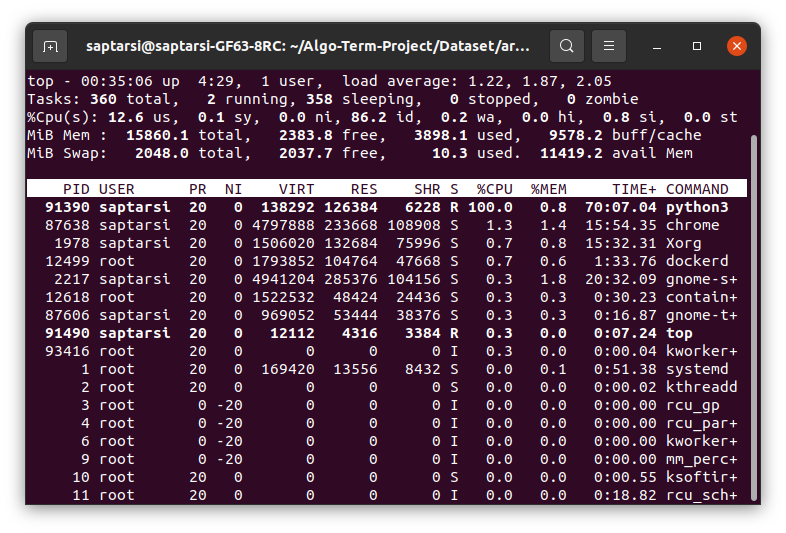 saptarsi@saptarsi-GF63-8RC: ~/Algo-Term-Project/Dataset/ar...
top - 00:35:06 up  4:29,  1 user,  load average: 1.22, 1.87, 2.05
Tasks: 360 total,   2 running, 358 sleeping,   0 stopped,   0 zombie
%Cpu(s): 12.6 us,  0.1 sy,  0.0 ni, 86.2 id,  0.2 wa,  0.0 hi,  0.8 si,  0.0 st
MiB Mem :  15860.1 total,   2383.8 free,   3898.1 used,   9578.2 buff/cache
MiB Swap:   2048.0 total,   2037.7 free,     10.3 used.  11419.2 avail Mem
PID USER      PR  NI    VIRT    RES    SHR S  %CPU  %MEM     TIME+ COMMAND
91390 saptarsi  20   0  138292 126384   6228 R 100.0   0.8  70:07.04 python3
87638 saptarsi  20   0 4797888 233668 108908 S   1.3   1.4  15:54.35 chrome
1978 saptarsi  20   0 1506020 132684  75996 S   0.7   0.8  15:32.31 Xorg
12499 root      20   0 1793852 104764  47668 S   0.7   0.6   1:33.76 dockerd
2217 saptarsi  20   0 4941204 285376 104156 S   0.3   1.8  20:32.09 gnome-s+
12618 root      20   0 1522532  48424  24436 S   0.3   0.3   0:30.23 contain+
87606 saptarsi  20   0  969052  53444  38376 S   0.3   0.3   0:16.87 gnome-t+
91490 saptarsi  20   0   12112   4316   3384 R   0.3   0.0   0:07.24 top
93416 root      20   0       0      0      0 I   0.3   0.0   0:00.04 kworker+
1 root      20   0  169420  13556   8432 S   0.0   0.1   0:51.38 systemd
2 root      20   0       0      0      0 S   0.0   0.0   0:00.02 kthreadd
3 root       0 -20       0      0      0 I   0.0   0.0   0:00.00 rcu_gp
4 root       0 -20       0      0      0 I   0.0   0.0   0:00.00 rcu_par+
6 root       0 -20       0      0      0 I   0.0   0.0   0:00.00 kworker+
9 root       0 -20       0      0      0 I   0.0   0.0   0:00.00 mm_perc+
10 root      20   0       0      0      0 S   0.0   0.0   0:00.55 ksoftir+
11 root      20   0       0      0      0 I   0.0   0.0   0:18.82 rcu_sch+